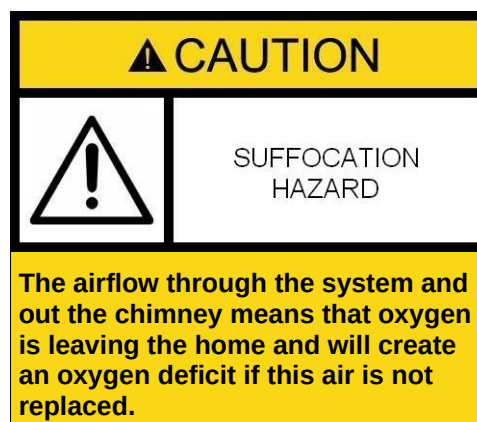 CAUTION
SUFFOCATION
HAZARD
The airflow through the system and
out the chimney means that oxygen
is leaving the home and will create
an oxygen deficit if this air is not
replaced.